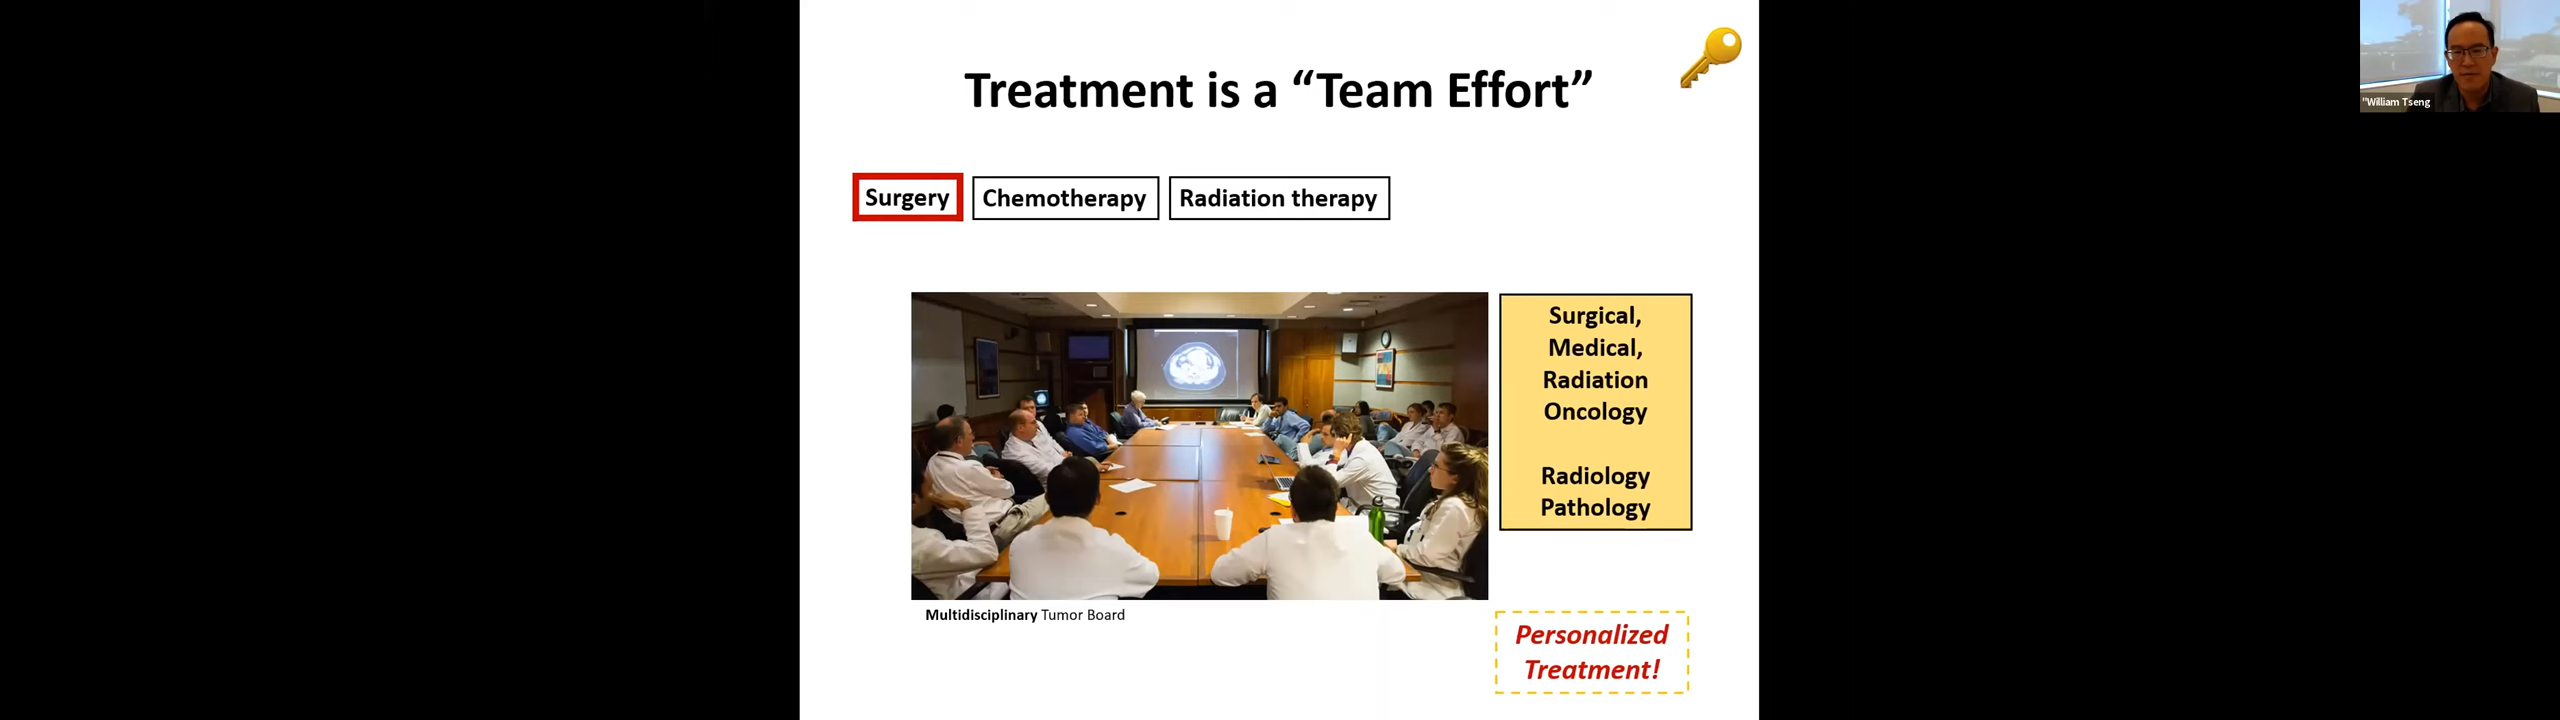 Treatment is a “Team Effort”
Surgery
Chemotherapy
Radiation therapy
Surgical,
Medical,
Radiation
Oncology
Radiology
Pathology
Multidisciplinary Tumor Board
Personalized
Treatment!
"William Tseng